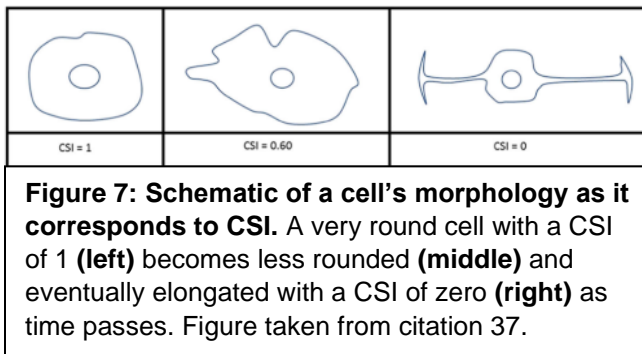 CSI = 1
CSI = 0.60
CSI = 0
Figure 7: Schematic of a cell's morphology as it
corresponds to CSI. A very round cell with a CSI
of 1 (left) becomes less rounded (middle) and
eventually elongated with a CSI of zero (right) as
time passes. Figure taken from citation 37.